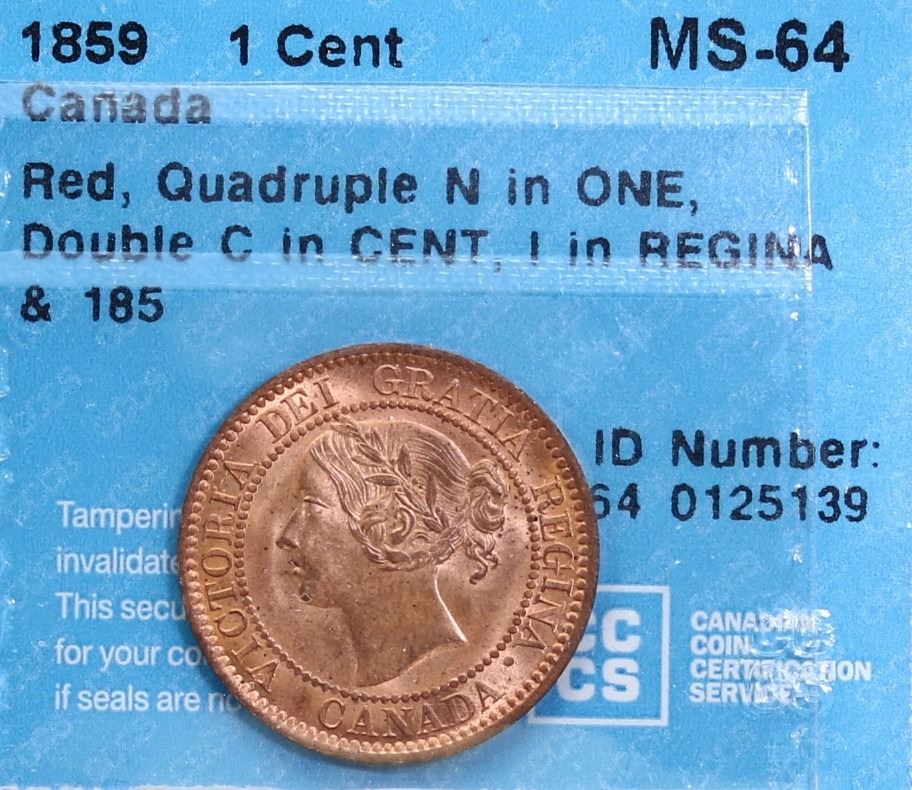 1859 1 Cent MS-64
Canada
Red, Quadruple N in ONE,
Double C in CENT, I in REGINA
& 185
ID Number:
64 0125139
VICTORIA DEI GRATIA REGINA.
CANADA
Tamperin
invalidate
This secu
for your co
if seals are no
CC
CS
CANADIAN
COIN
CERTIFICATION
SERVICE